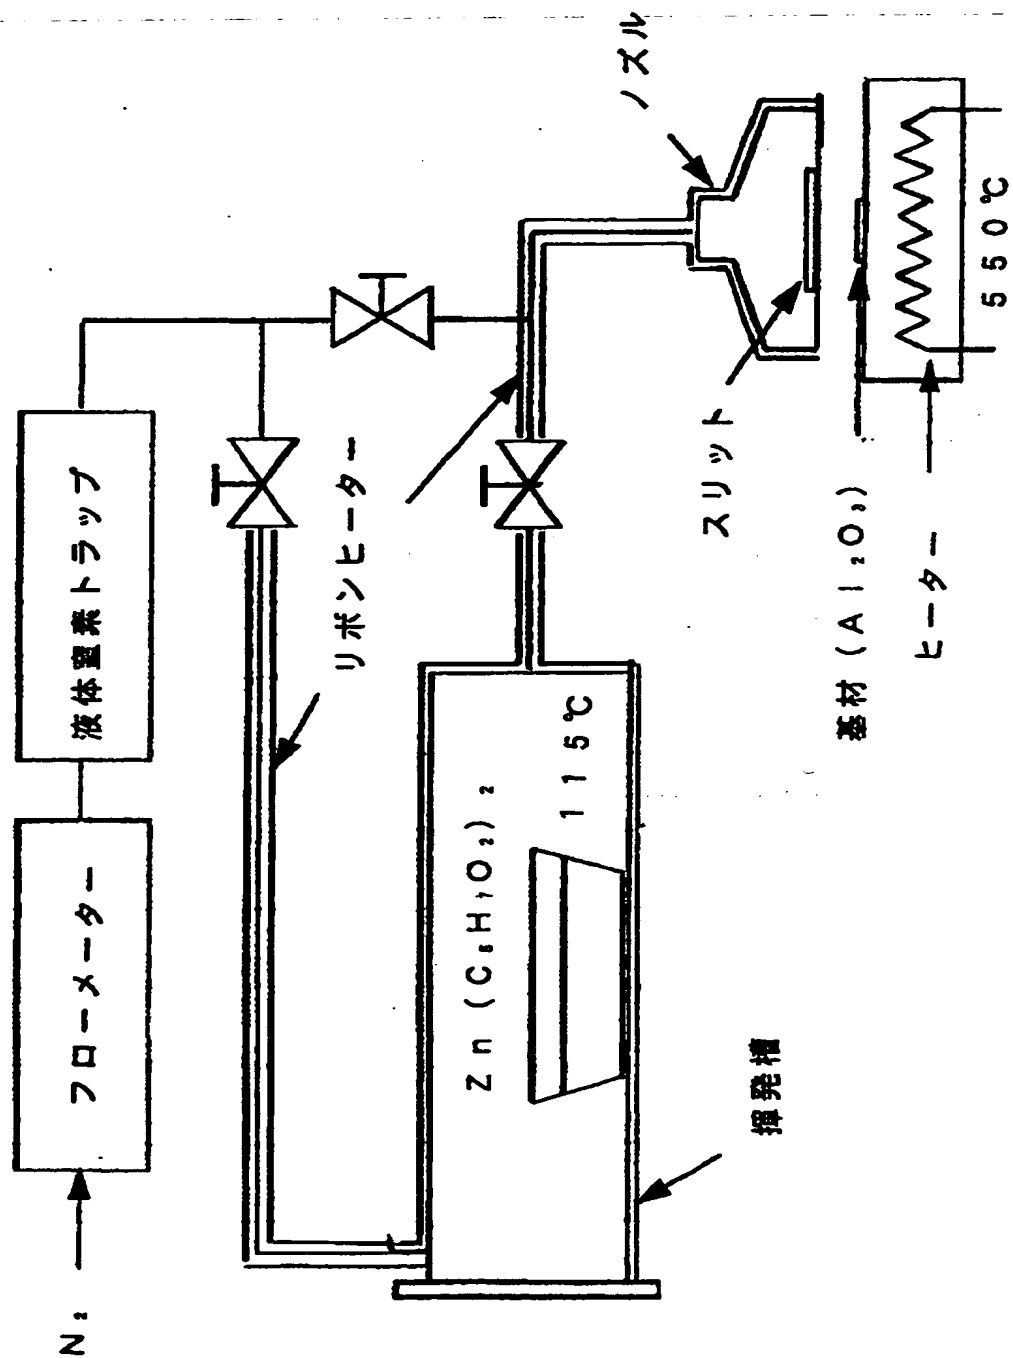 N₂
フローメーター
液体窒素トラップ
リボンヒーター
Zn(C₅H₇O₂)₂
115℃
揮発槽
ノズル
スリット
基材(Al₂O₃)
ヒーター
550℃